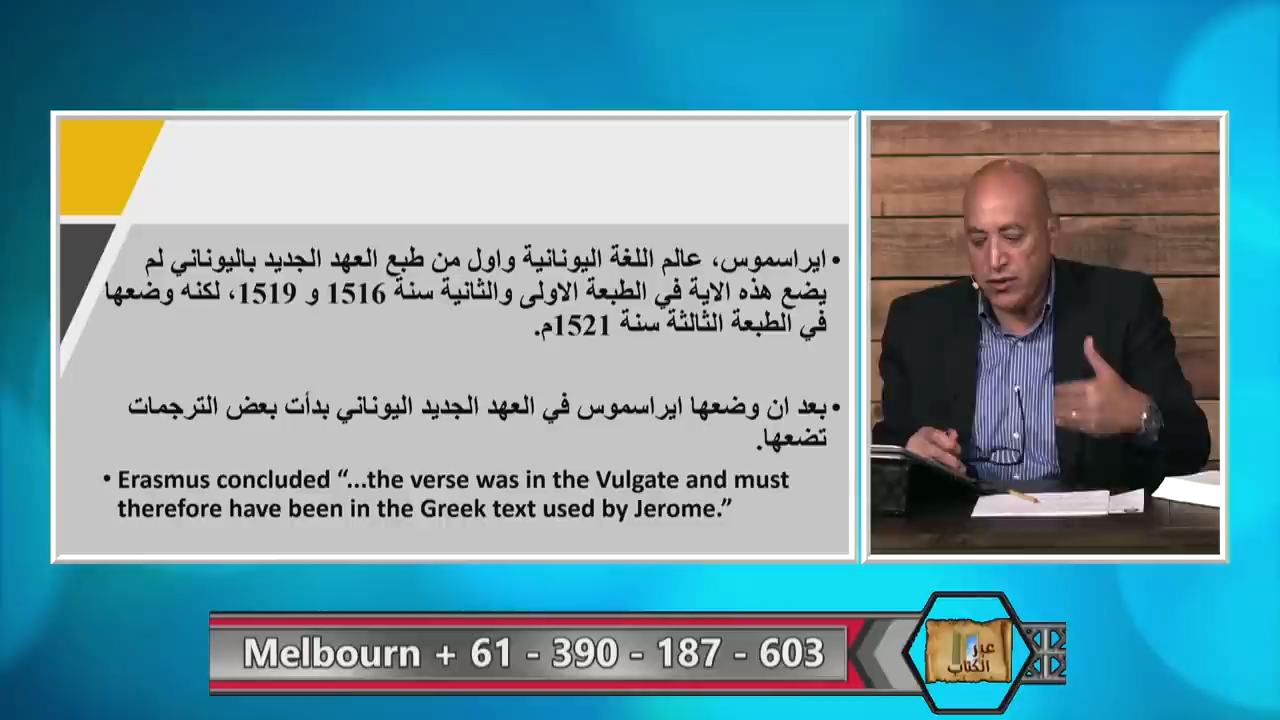 ايراسموس، عالم اللغة اليونانية واول من طبع العهد الجديد باليوناني لم
يضع هذه الاية في الطبعة الاولى والثانية سنة 1516 و 1519، لكنه وضعها
في الطبعة الثالثة سنة 1521م.
بعد ان وضعها ايراسموس في العهد الجديد اليوناني بدأت بعض الترجمات
تضعها.
• Erasmus concluded “...the verse was in the Vulgate and must
therefore have been in the Greek text used by Jerome.”
Melbourn + 61 - 390 - 187 - 603
عبر
الكتاب